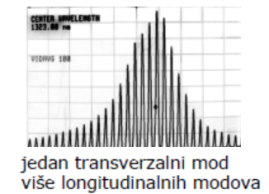 CENTER WAVELENGTH
1323.00 nm
VIDAVG 100
jedan transverzalni mod
više longitudinalnih modova